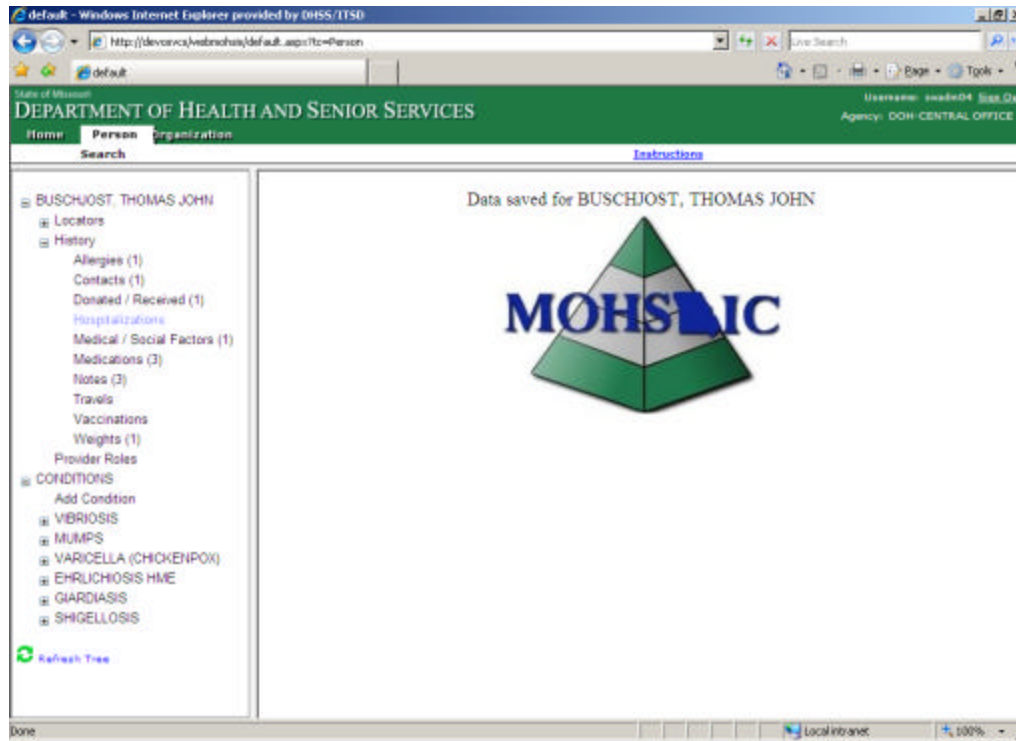 default - Windows Internet Explorer provided by DHSS/ITSD
http://devosvcs/webmohsis/default.aspx?tc=Person
Live Search
default
Page
Tools
State of Missouri
DEPARTMENT OF HEALTH AND SENIOR SERVICES
Username: swadm04 Sign
Agency: DOH-CENTRAL OFFICE
Home Person Organization
Search
Instructions
BUSCHJOST, THOMAS JOHN
Locators
History
Allergies (1)
Contacts (1)
Donated / Received (1)
Hospitalizations
Medical / Social Factors (1)
Medications (3)
Notes (3)
Travels
Vaccinations
Weights (1)
Provider Roles
CONDITIONS
Add Condition
VIBRIOSIS
MUMPS
VARICELLA (CHICKENPOX)
EHRLICHIOSIS HME
GIARDIASIS
SHIGELLOSIS
Refresh Tree
Data saved for BUSCHJOST, THOMAS JOHN
MOHSAIC
Done
Local intranet
100%